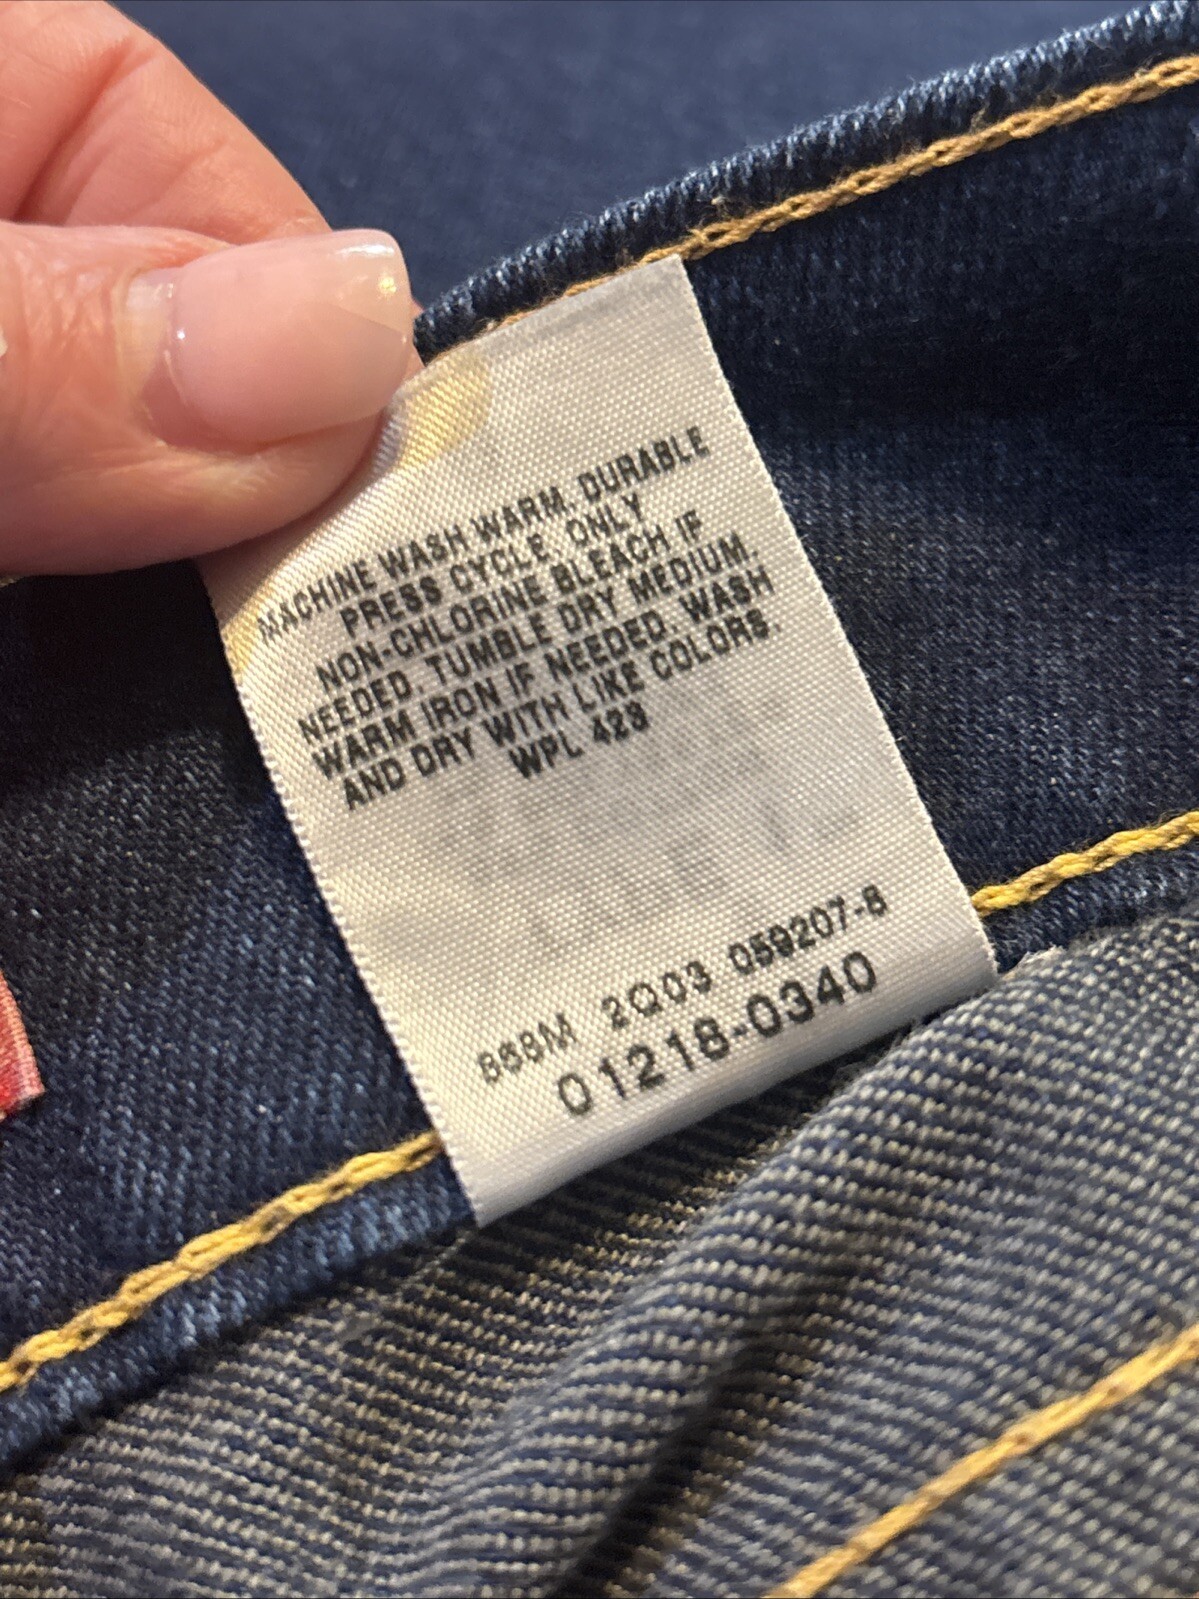 MACHINE WASH WARM, DURABLE
PRESS CYCLE. ONLY
NON-CHLORINE BLEACH IF
NEEDED. TUMBLE DRY MEDIUM.
WARM IRON IF NEEDED. WASH
AND DRY WITH LIKE COLORS.
WPL 423
868M 2Q03 059207-8
01218-0340